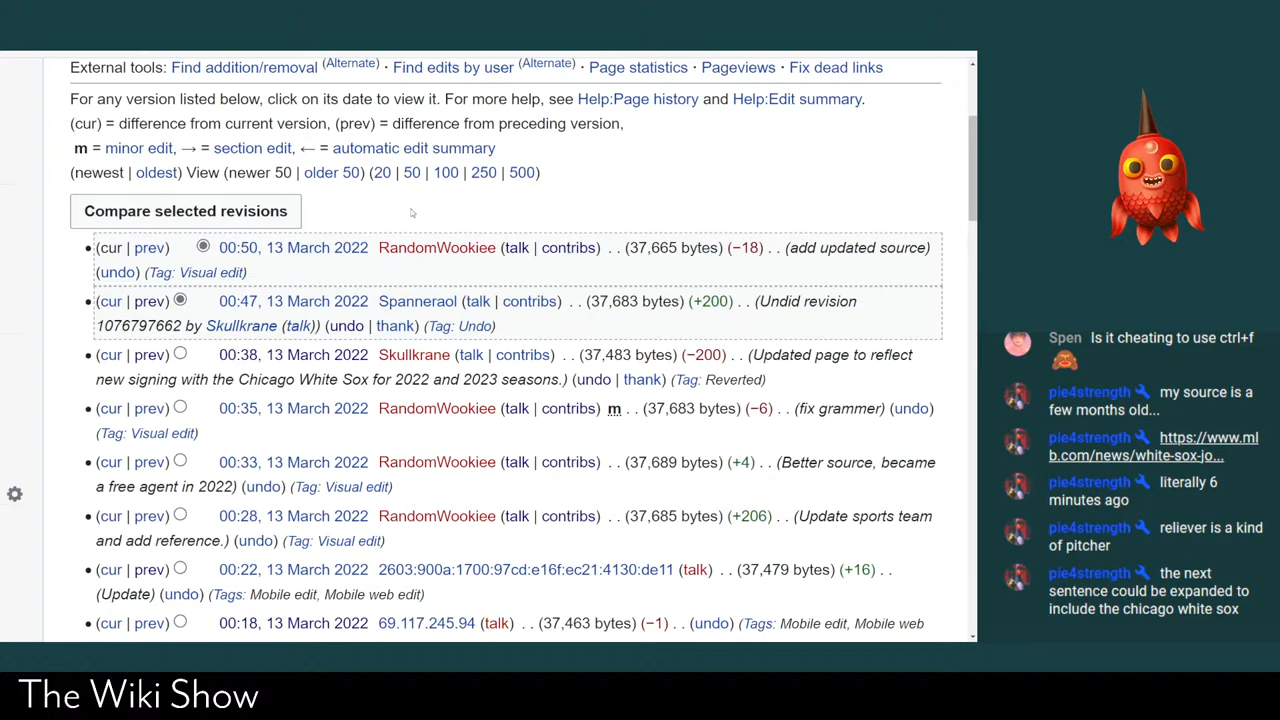 External tools: Find addition/removal (Alternate) · Find edits by user (Alternate) · Page statistics · Pageviews · Fix dead links
For any version listed below, click on its date to view it. For more help, see Help:Page history and Help:Edit summary.
(cur) = difference from current version, (prev) = difference from preceding version,
m = minor edit, → = section edit, ← = automatic edit summary
(newest | oldest) View (newer 50 | older 50) (20 | 50 | 100 | 250 | 500)
Compare selected revisions
(cur | prev) 00:50, 13 March 2022 RandomWookiee (talk | contribs) . . (37,665 bytes) (−18) . . (add updated source)
(undo) (Tag: Visual edit)
(cur | prev) 00:47, 13 March 2022 Spanneraol (talk | contribs) . . (37,683 bytes) (+200) . . (Undid revision
1076797662 by Skullkrane (talk)) (undo | thank) (Tag: Undo)
(cur | prev) 00:38, 13 March 2022 Skullkrane (talk | contribs) . . (37,483 bytes) (−200) . . (Updated page to reflect
new signing with the Chicago White Sox for 2022 and 2023 seasons.) (undo | thank) (Tag: Reverted)
(cur | prev) 00:35, 13 March 2022 RandomWookiee (talk | contribs) m . . (37,683 bytes) (−6) . . (fix grammer) (undo)
(Tag: Visual edit)
(cur | prev) 00:33, 13 March 2022 RandomWookiee (talk | contribs) . . (37,689 bytes) (+4) . . (Better source, became
a free agent in 2022) (undo) (Tag: Visual edit)
(cur | prev) 00:28, 13 March 2022 RandomWookiee (talk | contribs) . . (37,685 bytes) (+206) . . (Update sports team
and add reference.) (undo) (Tag: Visual edit)
(cur | prev) 00:22, 13 March 2022 2603:900a:1700:97cd:e16f:ec21:4130:de11 (talk) . . (37,479 bytes) (+16) . .
(Update) (undo) (Tags: Mobile edit, Mobile web edit)
(cur | prev) 00:18, 13 March 2022 69.117.245.94 (talk) . . (37,463 bytes) (−1) . . (undo) (Tags: Mobile edit, Mobile web
Spen Is it cheating to use ctrl+f
pie4strength my source is a
few months old...
pie4strength https://www.ml
b.com/news/white-sox-jo...
pie4strength literally 6
minutes ago
pie4strength reliever is a kind
of pitcher
pie4strength the next
sentence could be expanded to
include the chicago white sox
The Wiki Show